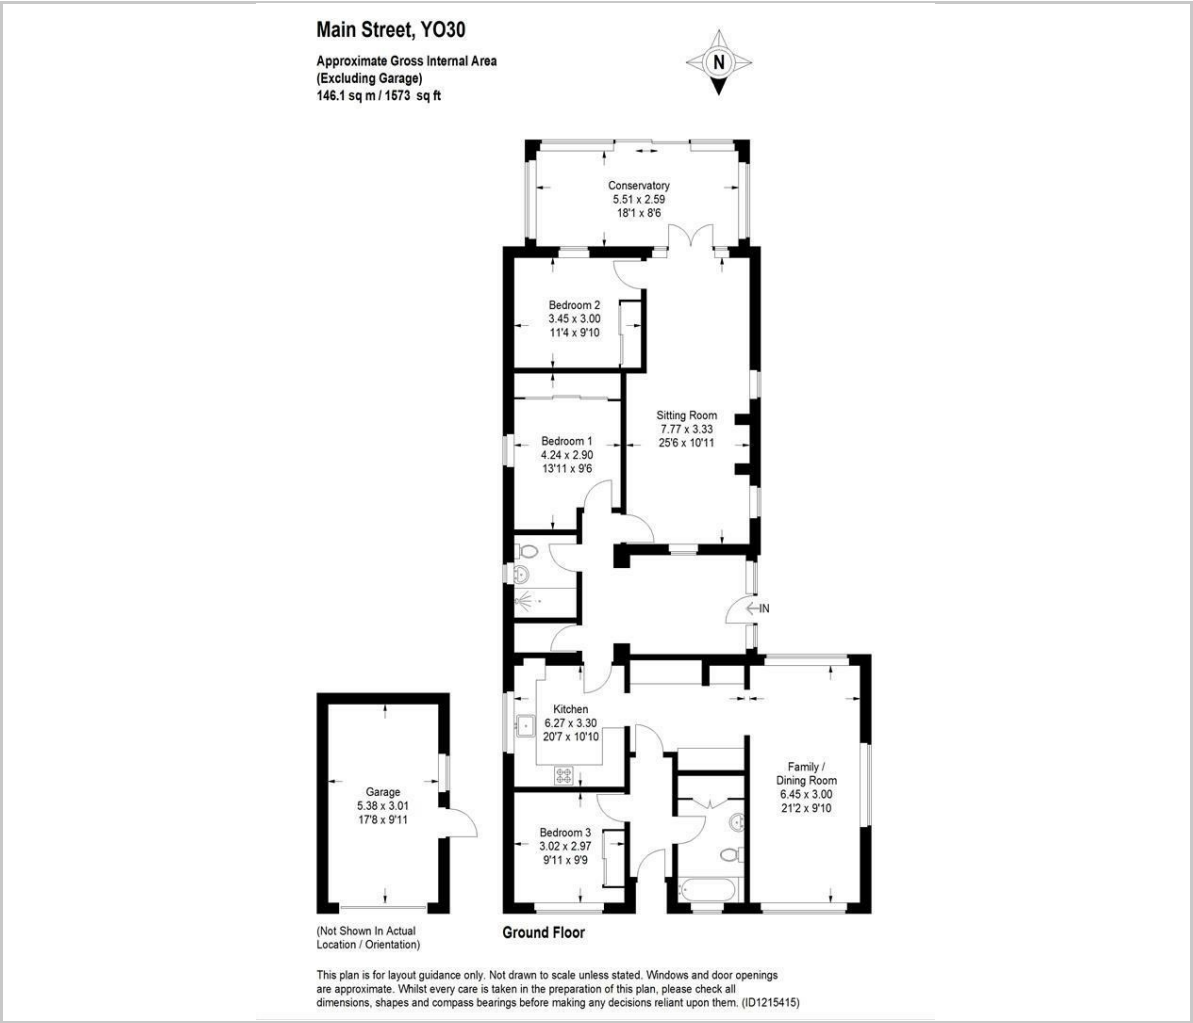 Main Street, YO30
Approximate Gross Internal Area
(Excluding Garage)
146.1 sq m / 1573 sq ft
N
Conservatory
5.51 x 2.59
18'1 x 8'6
Bedroom 2
3.45 x 3.00
11'4 x 9'10
Sitting Room
7.77 x 3.33
25'6 x 10'11
Bedroom 1
4.24 x 2.90
13'11 x 9'6
IN
Kitchen
6.27 x 3.30
20'7 x 10'10
Family /
Dining Room
6.45 x 3.00
21'2 x 9'10
Garage
5.38 x 3.01
17'8 x 9'11
Bedroom 3
3.02 x 2.97
9'11 x 9'9
(Not Shown In Actual
Location / Orientation)
Ground Floor
This plan is for layout guidance only. Not drawn to scale unless stated. Windows and door openings
are approximate. Whilst every care is taken in the preparation of this plan, please check all
dimensions, shapes and compass bearings before making any decisions reliant upon them. (ID1215415)